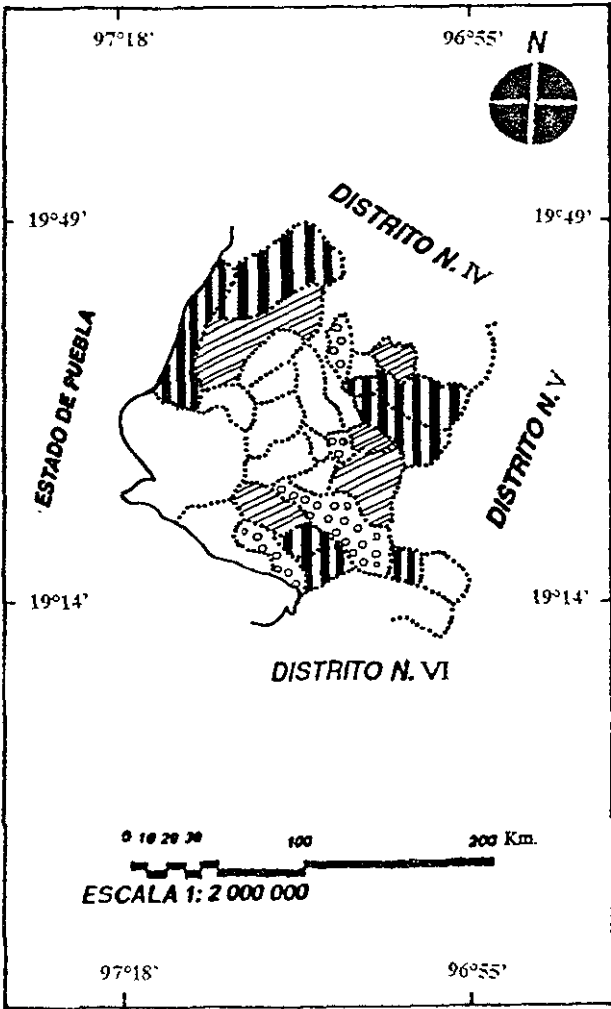 97°18' 96°55'
N
19°49' 19°49'
DISTRITO N. IV
ESTADO DE PUEBLA
DISTRITO N. V
19°14' 19°14'
DISTRITO N. VI
0 10 20 30 100 200 Km.
ESCALA 1: 2 000 000
97°18' 96°55'